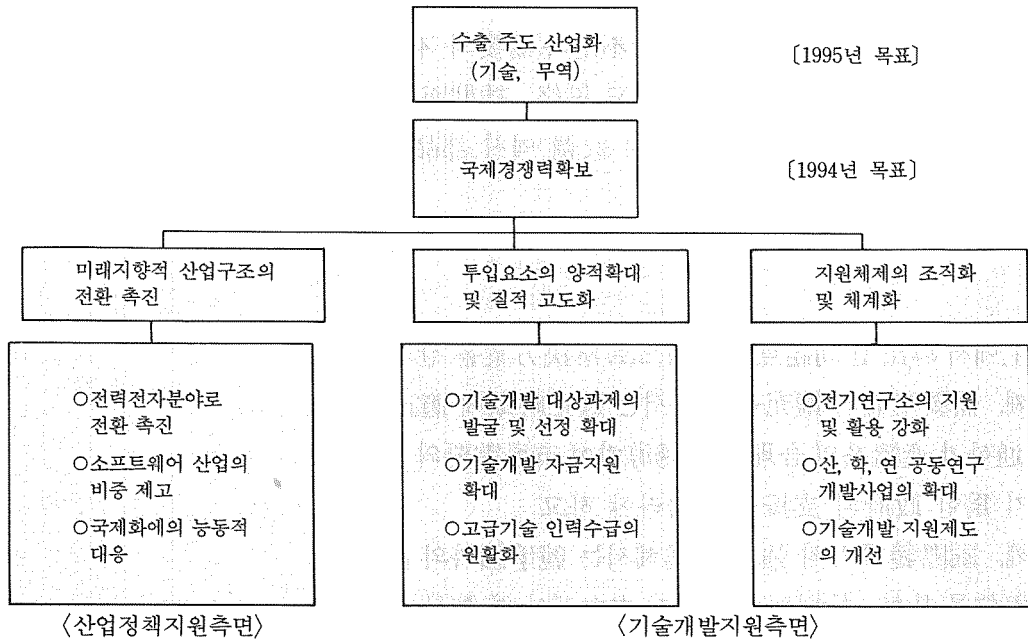 수출 주도 산업화
(기술, 무역)
〔1995년 목표〕
국제경쟁력확보
〔1994년 목표〕
미래지향적 산업구조의
전환 촉진
투입요소의 양적확대
및 질적 고도화
지원체제의 조직화
및 체계화
○전력전자분야로
전환 촉진
○소프트웨어 산업의
비중 제고
○국제화에의 능동적
대응
○기술개발 대상과제의
발굴 및 선정 확대
○기술개발 자금지원
확대
○고급기술 인력수급의
원활화
○전기연구소의 지원
및 활용 강화
○산, 학, 연 공동연구
개발사업의 확대
○기술개발 지원제도
의 개선
〈산업정책지원측면〉
〈기술개발지원측면〉